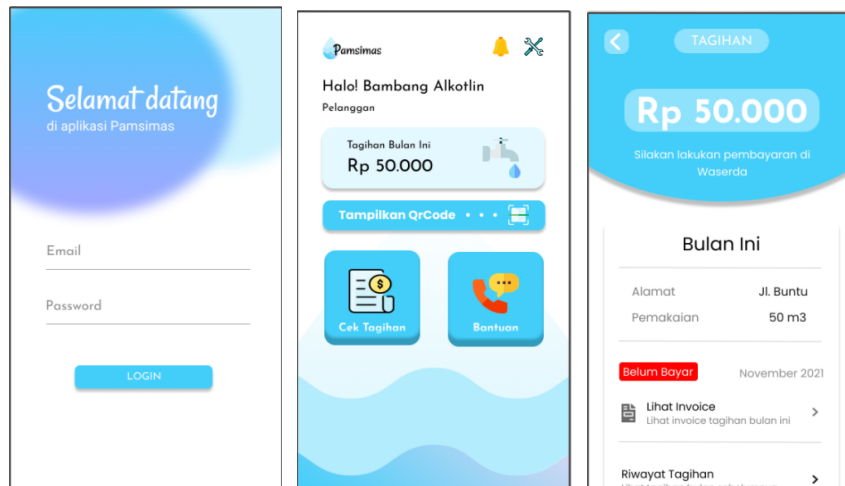 Selamat datang
di aplikasi Pamsimas
Email
Password
LOGIN
Pamsimas
Halo! Bambang Alkotlin
Pelanggan
Tagihan Bulan Ini
Rp 50.000
Tampilkan QrCode
Cek Tagihan
Bantuan
TAGIHAN
Rp 50.000
Silakan lakukan pembayaran di
Waserda
Bulan Ini
Alamat Jl. Buntu
Pemakaian 50 m3
Belum Bayar November 2021
Lihat Invoice
Lihat invoice tagihan bulan ini
Riwayat Tagihan